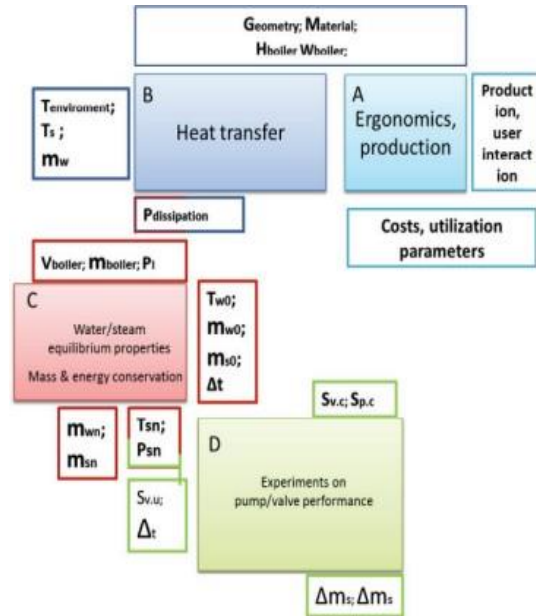 Geometry; Material;
Hboiler Wboiler;
Tenviroment;
Ts ;
mw
B
Heat transfer
A
Ergonomics,
production
Product
ion,
user
interact
ion
Pdissipation
Costs, utilization
parameters
Vboiler; mboiler; PI
C
Water/steam
equilibrium properties
Mass & energy conservation
Tw0;
mw0;
ms0;
Δt
Sv.c; Sp.c
mwn;
msn
Tsn;
Psn
D
Experiments on
pump/valve performance
Sv.u;
Δt
Δms; Δms